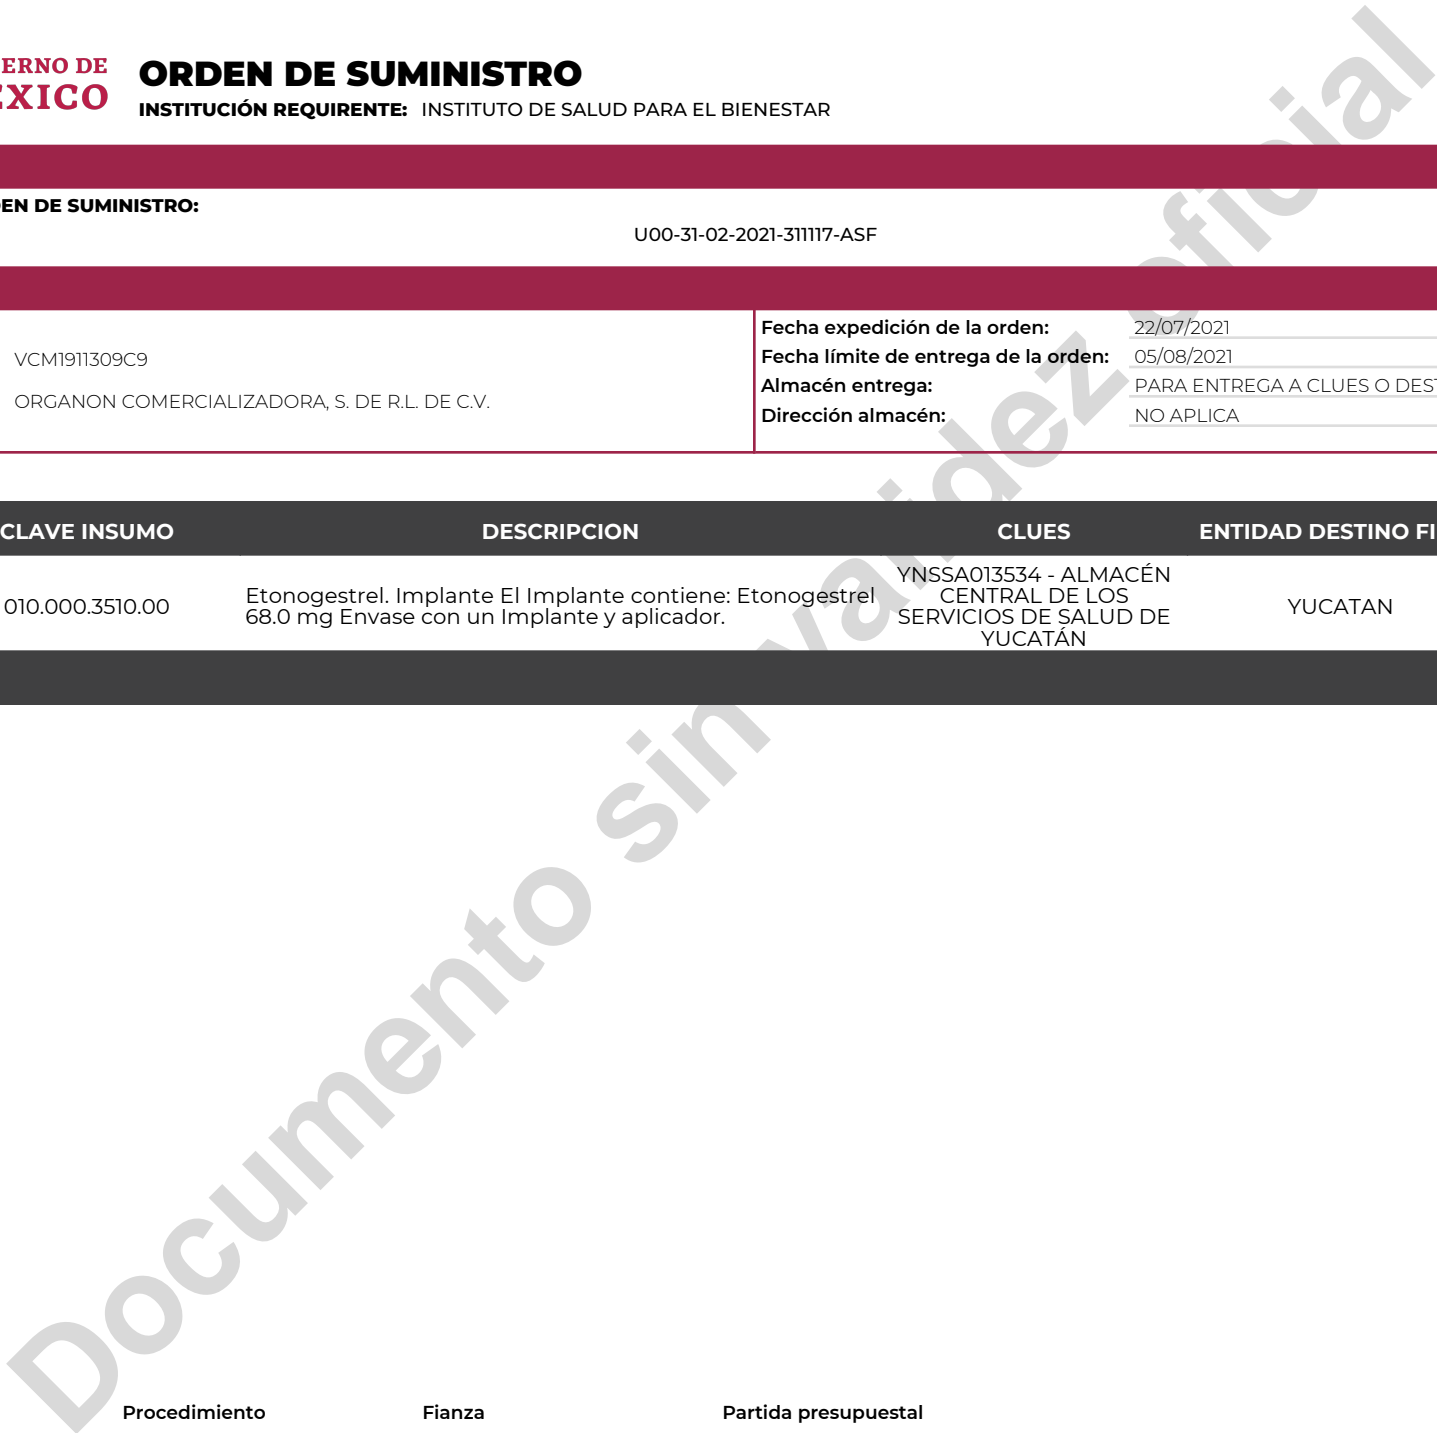 ERNO DE
ÉXICO
ORDEN DE SUMINISTRO
INSTITUCIÓN REQUIRENTE: INSTITUTO DE SALUD PARA EL BIENESTAR
EN DE SUMINISTRO:
U00-31-02-2021-311117-ASF
VCM1911309C9
ORGANON COMERCIALIZADORA, S. DE R.L. DE C.V.
Fecha expedición de la orden: 22/07/2021
Fecha límite de entrega de la orden: 05/08/2021
Almacén entrega: PARA ENTREGA A CLUES O DEST
Dirección almacén: NO APLICA
CLAVE INSUMO DESCRIPCION CLUES ENTIDAD DESTINO FI
010.000.3510.00
Etonogestrel. Implante El Implante contiene: Etonogestrel
68.0 mg Envase con un Implante y aplicador.
YNSSA013534 - ALMACÉN
CENTRAL DE LOS
SERVICIOS DE SALUD DE
YUCATÁN
YUCATAN
Documento sin validez oficial
Procedimiento Fianza Partida presupuestal